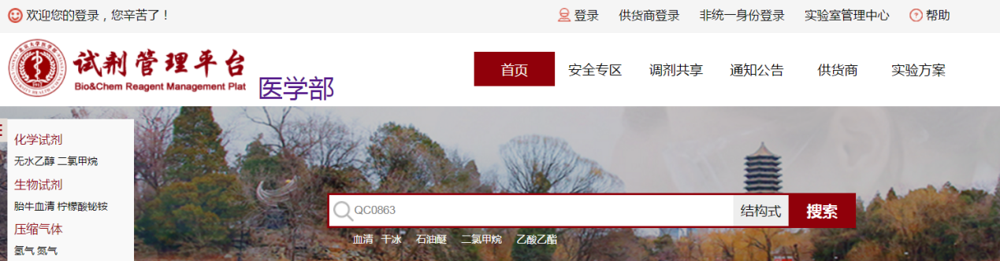 欢迎您的登录，您辛苦了！ 登录 供货商登录 非统一身份登录 实验室管理中心 帮助
试剂管理平台
Bio&Chem Reagent Management Plat
医学部
首页 安全专区 调剂共享 通知公告 供货商 实验方案
化学试剂
无水乙醇 二氯甲烷
生物试剂
胎牛血清 柠檬酸铋铵
压缩气体
氢气 氮气
QC0863 结构式 搜索
血清 干冰 石油醚 二氯甲烷 乙酸乙酯